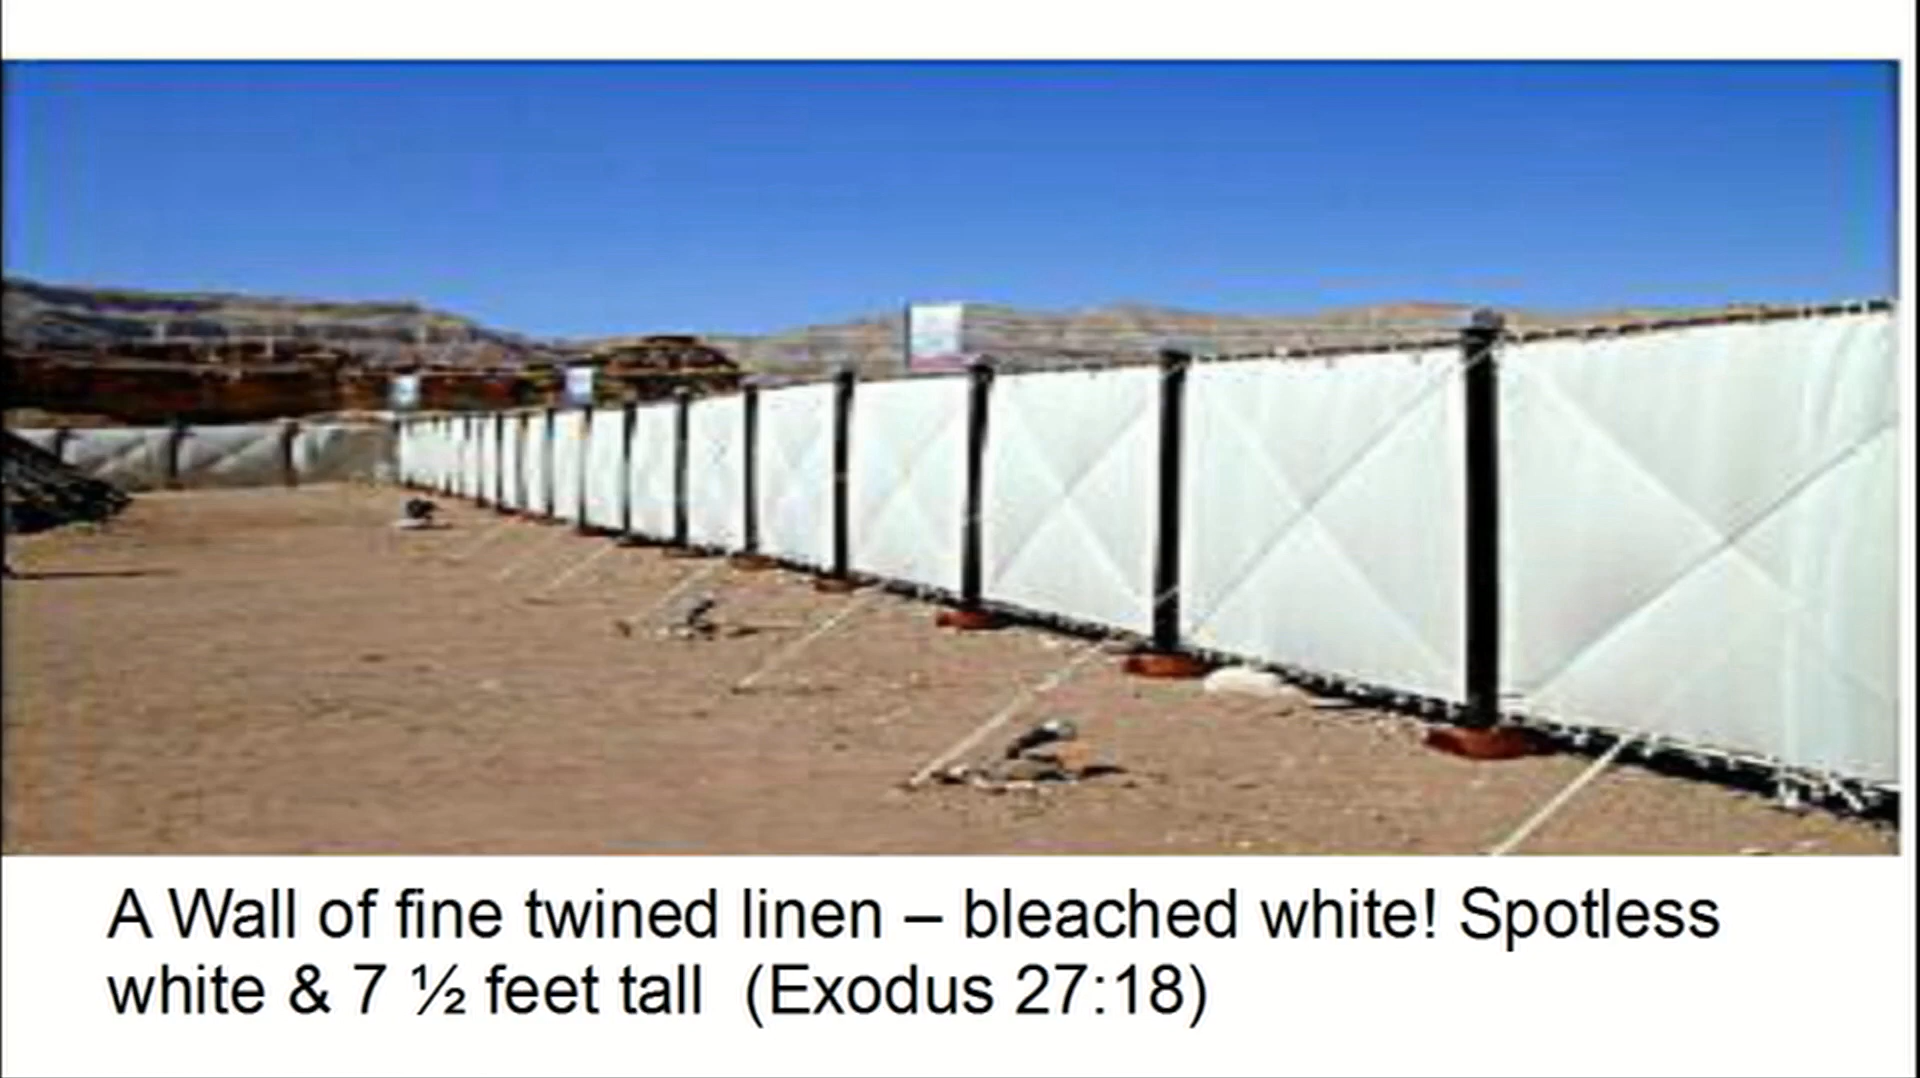 A Wall of fine twined linen – bleached white! Spotless
white & 7 ½ feet tall  (Exodus 27:18)